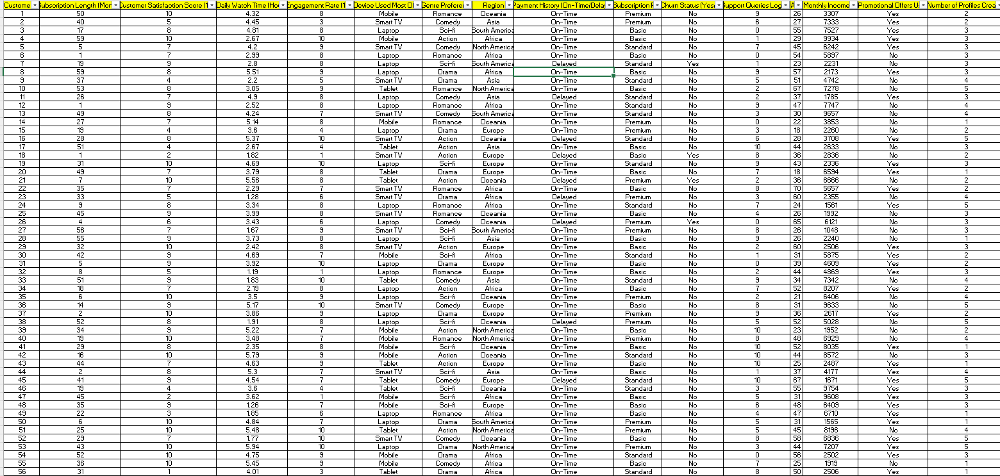 Custome Subscription Length (Mon Customer Satisfaction Score (1 Daily Watch Time (Hou Engagement Rate (1 Device Used Most Of Genre Preferen Region Payment History (On-Time/Delay Subscription P Churn Status (Yes/ Support Queries Log A Monthly Income Promotional Offers U Number of Profiles Crea
1 50 10 4.32 8 Mobile Romance Oceania On-Time Premium No 9 26 3307 Yes 2
2 40 5 4.45 3 Smart TV Comedy Asia On-Time Premium No 6 27 7333 Yes 2
3 17 8 4.81 8 Laptop Sci-fi South America On-Time Basic No 0 55 7527 Yes 3
4 59 10 2.67 10 Mobile Action Africa On-Time Basic No 1 29 9934 Yes 3
5 5 7 4.2 9 Smart TV Comedy North America On-Time Standard No 7 45 6242 Yes 3
6 1 7 2.99 8 Laptop Romance Africa On-Time Basic No 0 54 5897 No 3
7 19 9 2.8 8 Laptop Sci-fi South America Delayed Standard Yes 1 23 2231 No 3
8 59 8 5.51 9 Laptop Drama Africa On-Time Basic No 9 57 2173 Yes 3
9 37 4 2.2 5 Smart TV Drama Asia On-Time Standard No 5 51 4742 No 4
10 53 8 3.05 9 Tablet Romance North America On-Time Basic No 2 67 7278 No 5
11 26 7 4.9 8 Laptop Comedy Asia Delayed Standard No 2 37 1785 Yes 3
12 1 9 2.52 8 Laptop Romance Africa On-Time Standard No 9 47 7747 No 4
13 49 8 4.24 7 Smart TV Comedy South America On-Time Standard No 3 30 9657 No 4
14 27 7 5.14 8 Mobile Romance Oceania On-Time Premium No 0 22 3853 No 1
15 19 4 3.6 4 Laptop Drama Europe On-Time Premium No 3 18 2260 No 2
16 28 8 5.37 10 Smart TV Action Oceania Delayed Standard No 6 28 3708 Yes 5
17 51 4 2.67 4 Tablet Action Asia On-Time Basic No 10 44 2633 No 3
18 1 2 1.82 1 Smart TV Action Europe Delayed Basic Yes 8 36 2836 No 2
19 31 10 4.69 10 Laptop Sci-fi Europe On-Time Standard No 9 43 2336 Yes 3
20 49 7 3.79 8 Tablet Drama Europe On-Time Basic No 7 18 6594 Yes 1
21 7 10 5.56 8 Tablet Action Oceania Delayed Premium Yes 2 36 6666 No 2
22 35 7 2.29 7 Smart TV Romance Africa On-Time Basic No 8 70 5657 Yes 2
23 33 5 1.28 6 Smart TV Drama Africa Delayed Premium No 3 60 2355 No 4
24 9 8 3.34 8 Laptop Romance Africa On-Time Standard No 7 24 1561 Yes 5
25 45 9 3.99 8 Smart TV Romance Oceania On-Time Basic No 4 26 1992 No 3
26 4 6 3.43 6 Laptop Comedy Oceania Delayed Premium Yes 0 65 6121 No 3
27 56 7 1.67 9 Smart TV Sci-fi South America On-Time Premium No 8 26 1048 No 3
28 55 9 3.73 8 Laptop Sci-fi Asia On-Time Basic No 9 26 2240 No 1
29 32 10 2.42 8 Smart TV Action Europe On-Time Basic No 2 60 2506 Yes 3
30 42 9 4.69 7 Mobile Sci-fi Africa On-Time Standard No 1 31 5875 Yes 2
31 5 9 3.92 10 Laptop Drama Europe On-Time Basic No 0 39 4609 Yes 2
32 8 5 1.19 1 Laptop Romance Europe On-Time Basic No 2 44 4869 Yes 3
33 51 9 1.83 10 Tablet Comedy Asia On-Time Standard No 9 34 7342 No 4
34 18 7 2.19 8 Laptop Action Africa On-Time Basic No 7 52 8207 Yes 2
35 6 10 3.5 9 Laptop Sci-fi Oceania On-Time Premium No 2 21 6406 No 4
36 14 9 5.17 10 Smart TV Comedy Europe On-Time Basic No 8 31 9633 No 5
37 2 10 3.86 9 Laptop Drama Europe On-Time Premium No 9 36 2617 Yes 2
38 52 8 1.91 8 Laptop Sci-fi Oceania Delayed Premium No 5 52 5028 No 5
39 34 9 5.22 7 Mobile Action North America On-Time Basic No 10 23 1952 No 2
40 19 10 3.48 7 Mobile Romance North America On-Time Premium No 8 48 6929 No 4
41 29 8 2.35 8 Mobile Sci-fi Oceania On-Time Basic No 10 52 8035 Yes 1
42 16 10 5.79 9 Mobile Action Oceania On-Time Standard No 10 44 8572 No 3
43 44 7 4.63 9 Tablet Action Europe On-Time Basic No 10 25 2487 Yes 1
44 2 8 5.3 7 Smart TV Sci-fi Asia On-Time Basic No 1 37 4177 Yes 4
45 41 9 4.54 7 Tablet Comedy Europe Delayed Standard No 10 67 1671 Yes 5
46 19 4 3.6 4 Tablet Sci-fi Oceania On-Time Standard No 3 55 9754 Yes 3
47 45 2 3.62 1 Mobile Sci-fi Africa On-Time Basic No 5 31 9608 Yes 3
48 35 9 1.26 7 Mobile Sci-fi Europe On-Time Basic No 6 48 6409 Yes 3
49 22 3 1.85 6 Laptop Romance Africa On-Time Basic No 4 47 6710 Yes 1
50 6 10 4.84 7 Laptop Drama South America On-Time Premium No 5 31 1565 Yes 1
51 25 10 5.48 10 Tablet Action North America On-Time Premium No 5 45 8196 No 4
52 29 7 1.77 10 Smart TV Comedy Oceania On-Time Basic No 8 58 6836 Yes 5
53 43 10 5.94 10 Laptop Drama North America On-Time Premium No 3 44 7207 Yes 5
54 52 10 4.75 9 Mobile Drama Africa On-Time Standard No 0 56 2502 Yes 3
55 36 10 5.45 9 Mobile Comedy Africa On-Time Basic No 7 25 1919 No 1
56 31 1 4.01 3 Tablet Drama Africa On-Time Standard No 8 50 2506 Yes 1